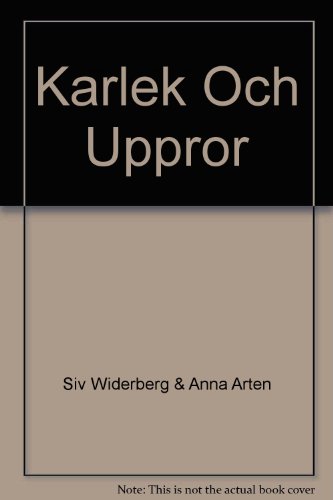 Karlek Och
Uppror
Siv Widerberg & Anna Arten
Note: This is not the actual book cover